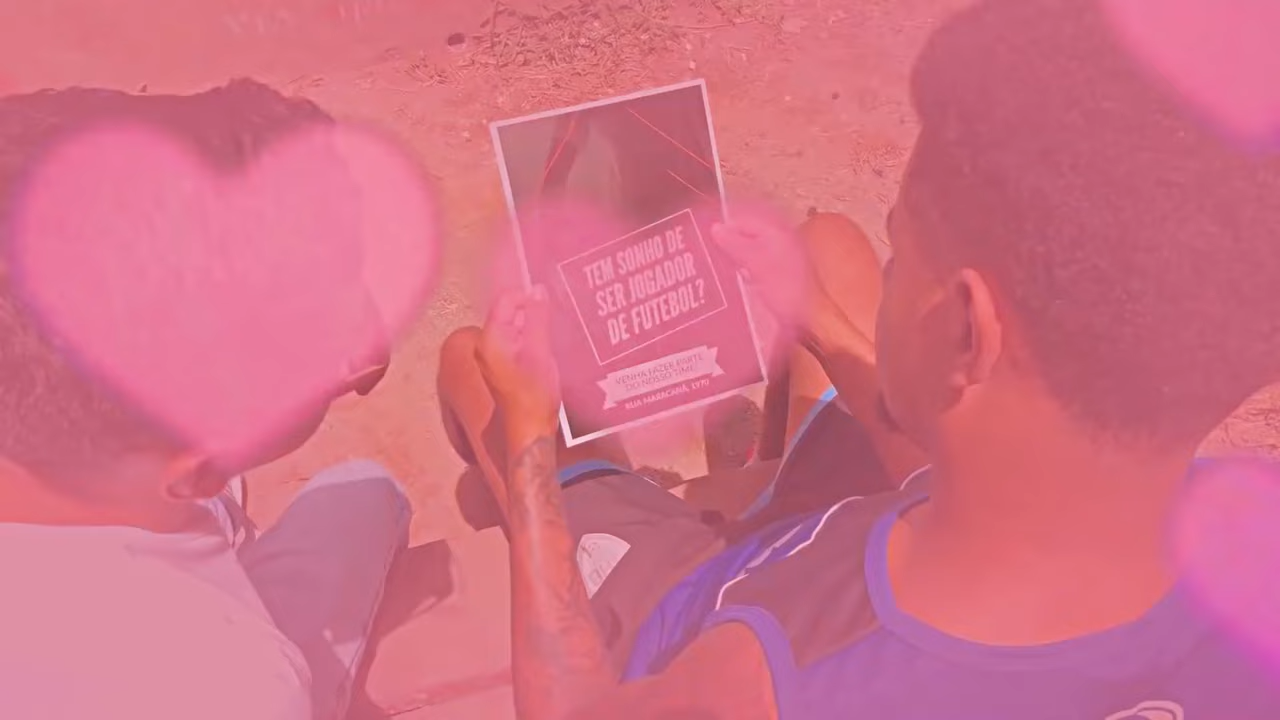 TEM SONHO DE
SER JOGADOR
DE FUTEBOL?
VENHA FAZER PARTE
DO NOSSO TIME
RUA MARACANÃ, 1970